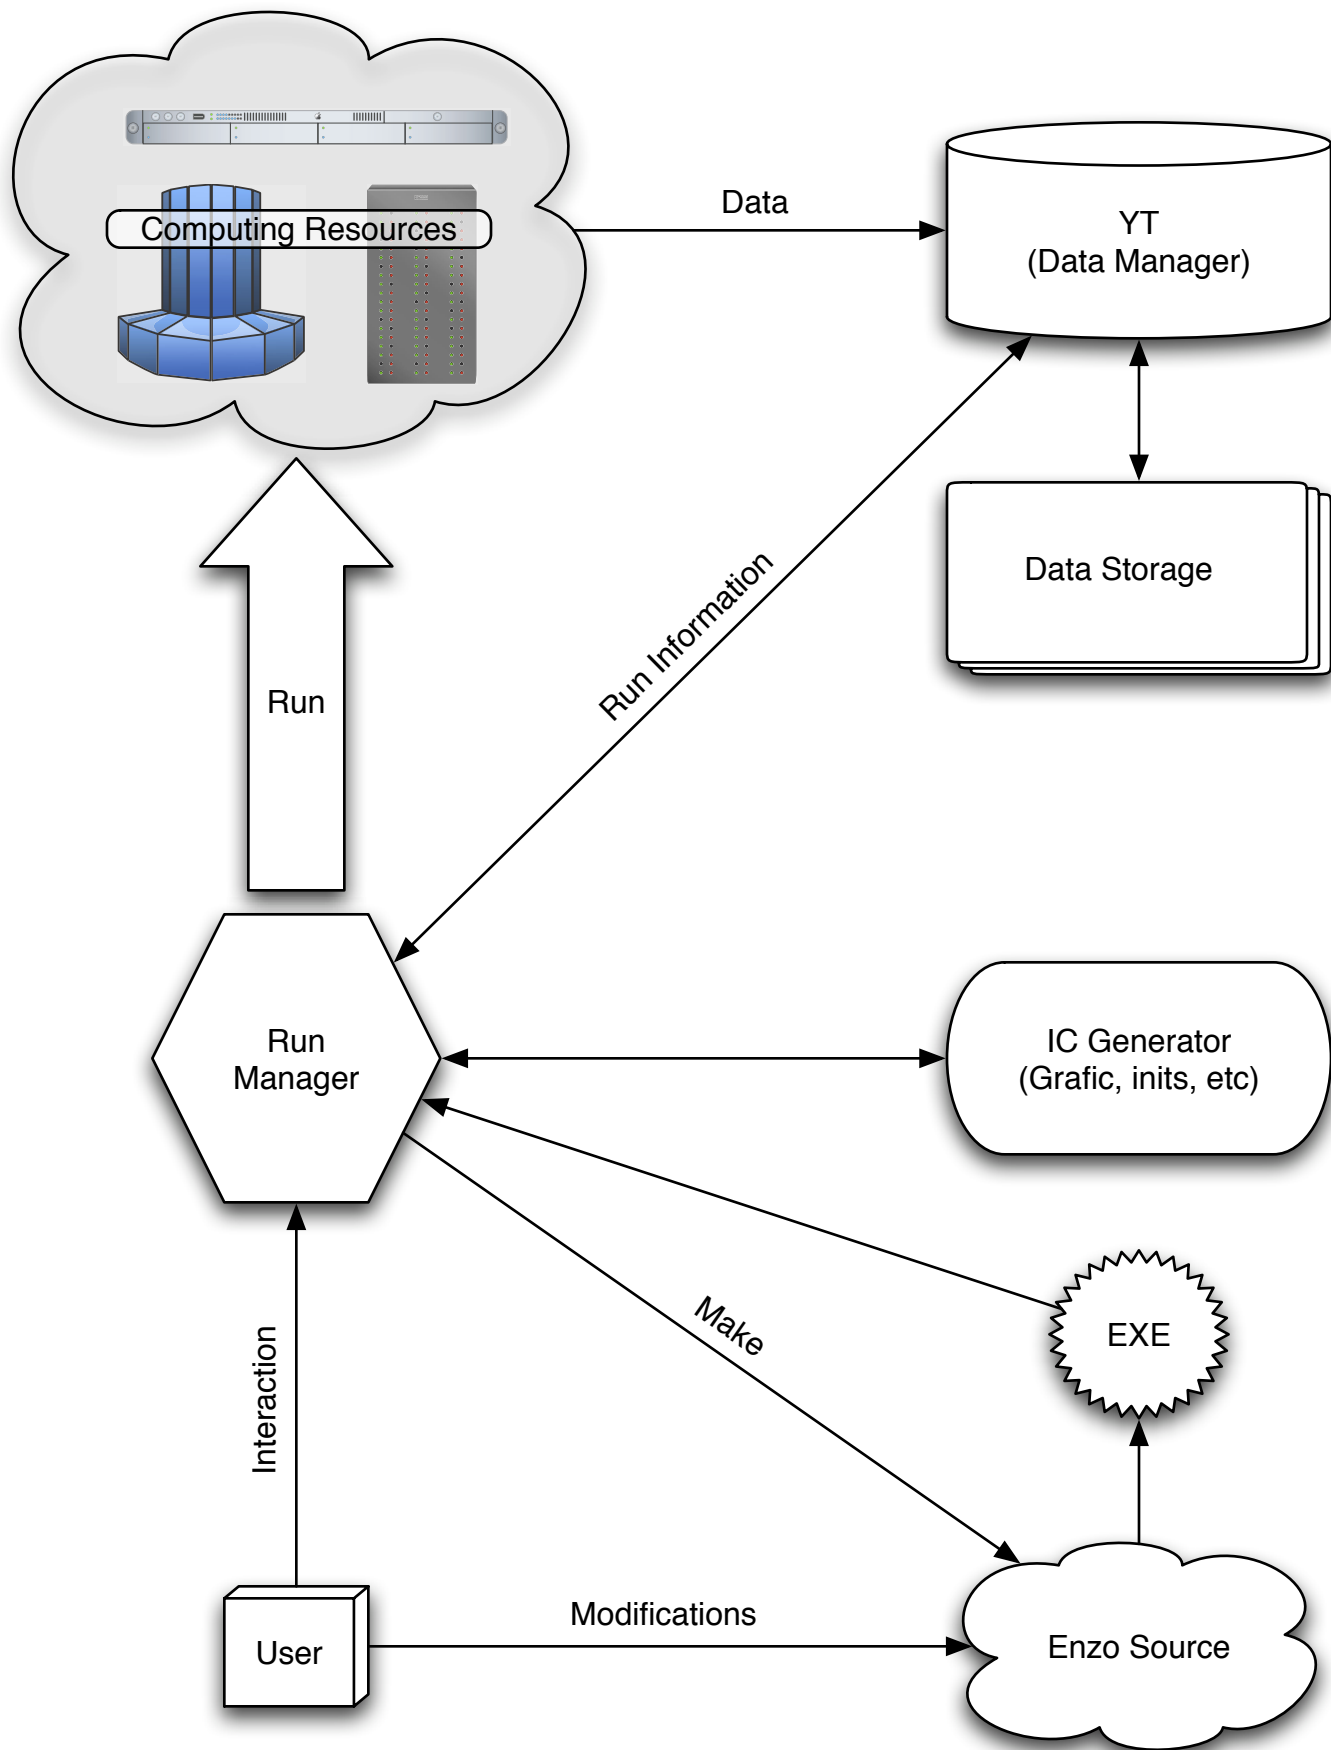 Computing Resources
Data
YT
(Data Manager)
Data Storage
Run Information
Run
Run
Manager
IC Generator
(Grafic, inits, etc)
Make
EXE
Interaction
Modifications
User
Enzo Source